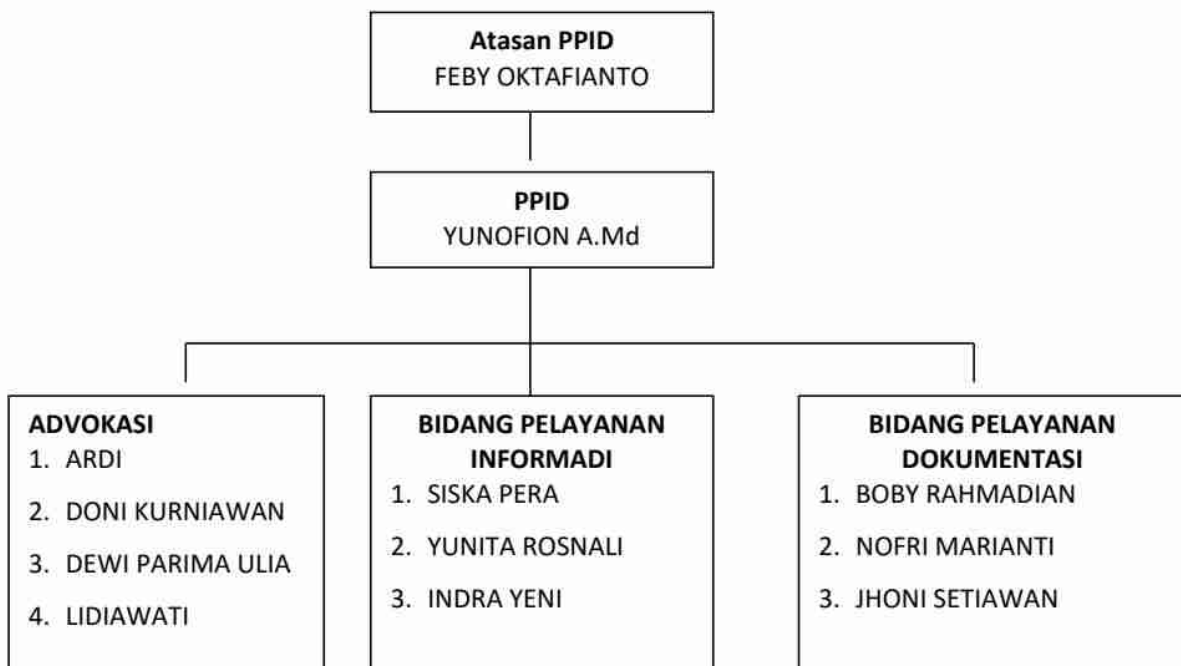 Atasan PPID
FEBY OKTAFIANTO
PPID
YUNOFION A.Md
ADVOKASI
1. ARDI
2. DONI KURNIAWAN
3. DEWI PARIMA ULIA
4. LIDIAWATI
BIDANG PELAYANAN
INFORMADI
1. SISKA PERA
2. YUNITA ROSNALI
3. INDRA YENI
BIDANG PELAYANAN
DOKUMENTASI
1. BOBY RAHMADIAN
2. NOFRI MARIANTI
3. JHONI SETIAWAN